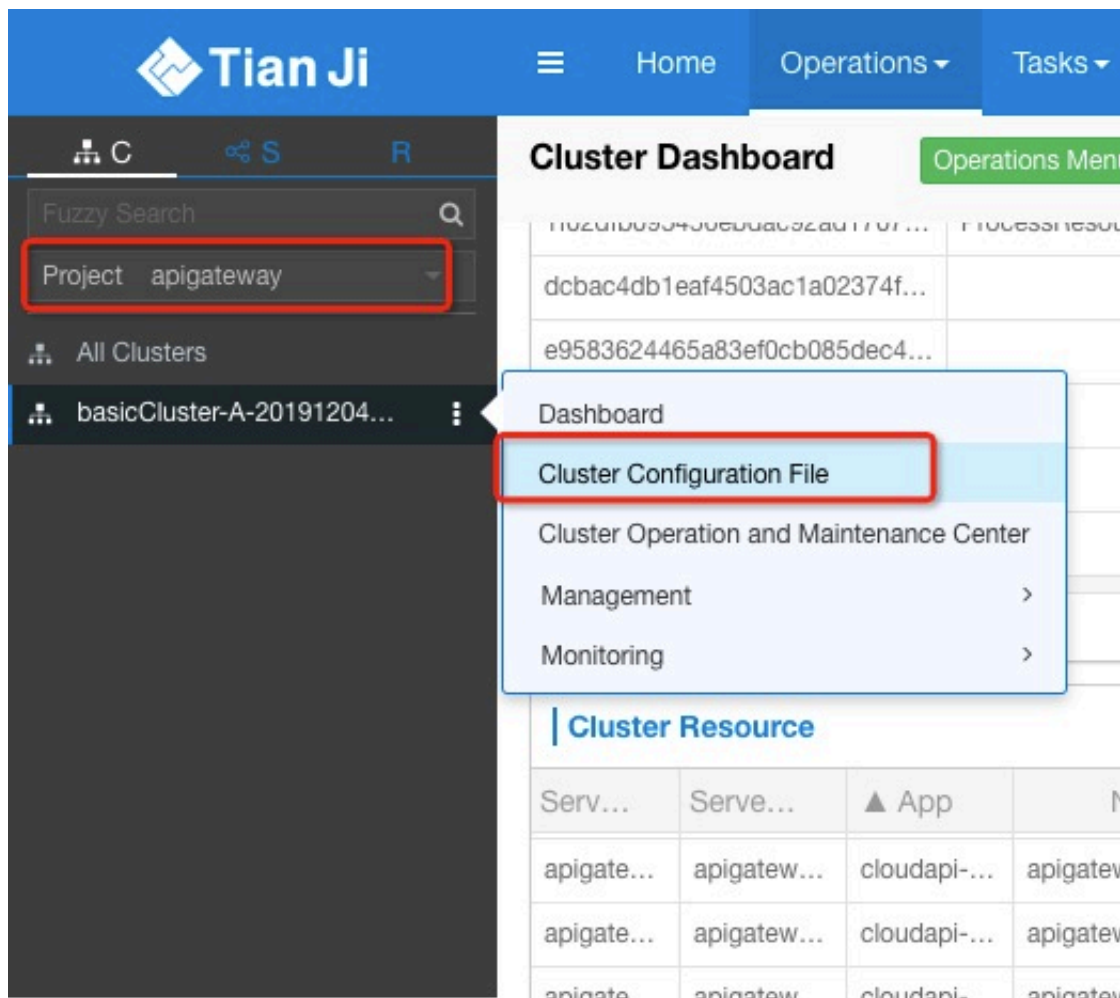 Tian Ji
Home Operations Tasks
C S R
Cluster Dashboard Operations Menu
Fuzzy Search
Project apigateway
dcbac4db1eaf4503ac1a02374f...
All Clusters
e9583624465a83ef0cb085dec4...
basicCluster-A-20191204...
Dashboard
Cluster Configuration File
Cluster Operation and Maintenance Center
Management
Monitoring
Cluster Resource
Serv... Serve... ▲ App
apigate... apigatew... cloudapi-... apigatew
apigate... apigatew... cloudapi-... apigatew